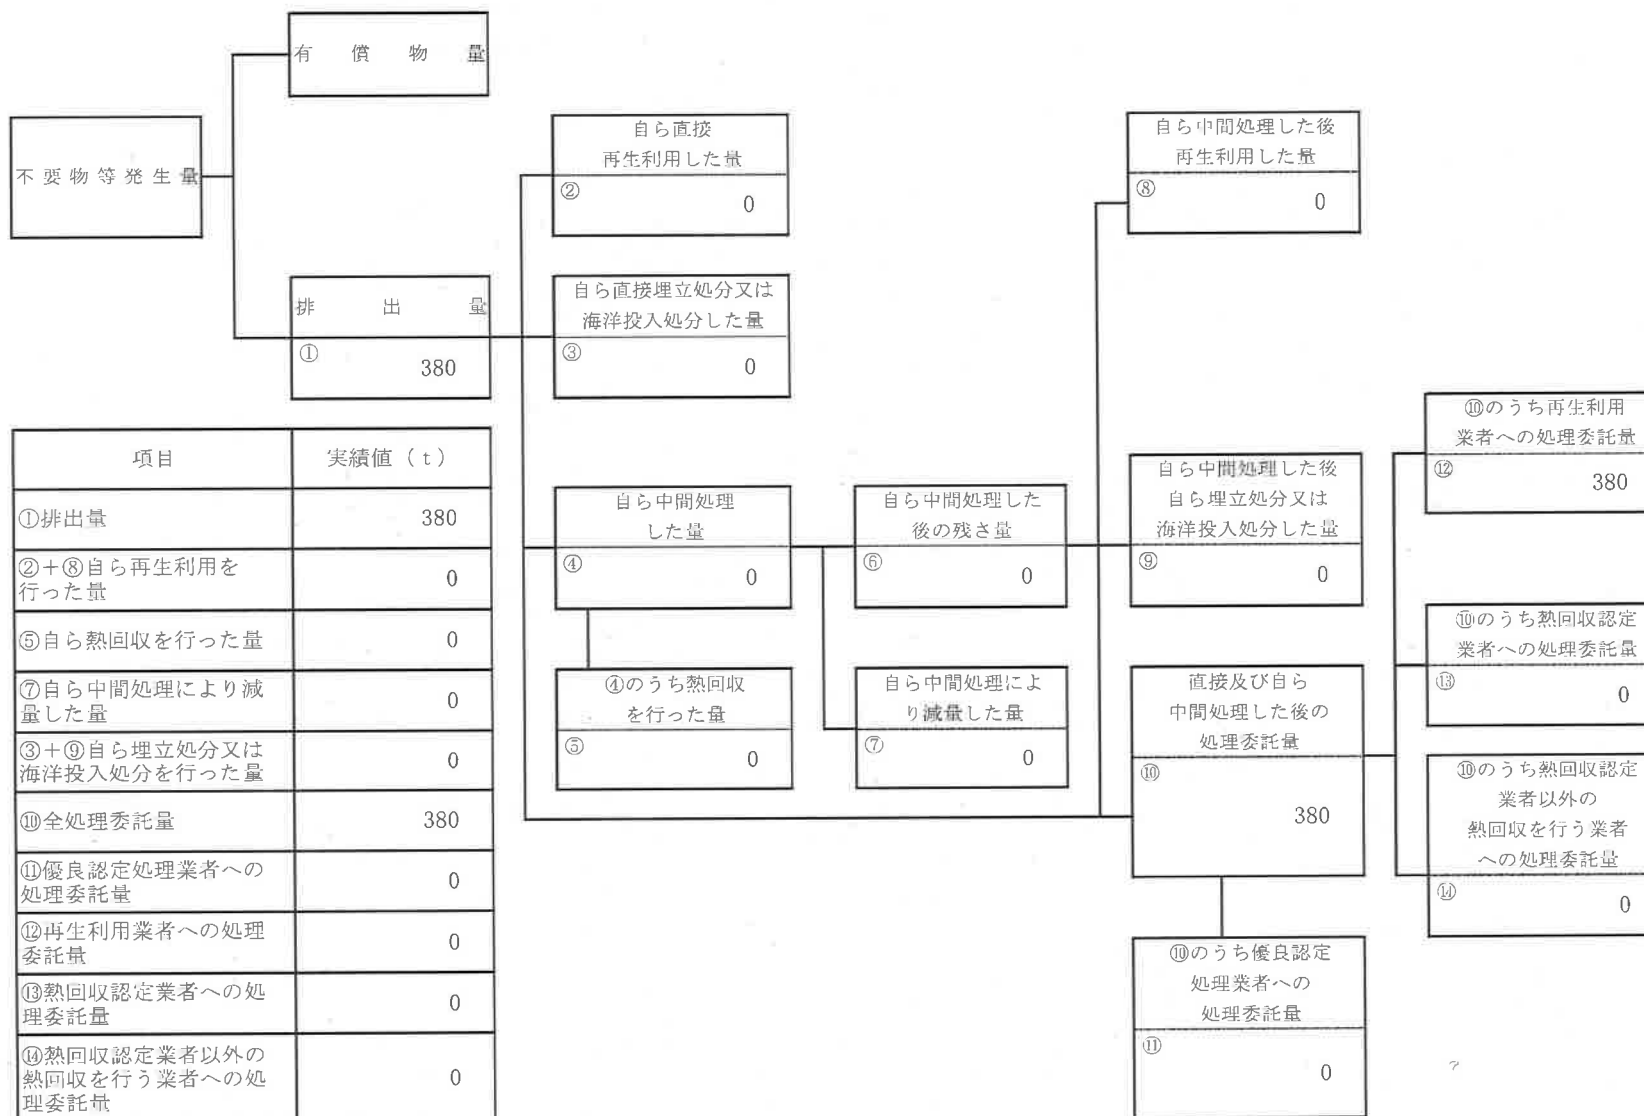 有償物量
不要物等発生量
排出量
①
380
自ら直接
再生利用した量
②
0
自ら直接埋立処分又は
海洋投入処分した量
③
0
自ら中間処理
した量
④
0
④のうち熱回収
を行った量
⑤
0
自ら中間処理した
後の残さ量
⑥
0
自ら中間処理によ
り減量した量
⑦
0
自ら中間処理した後
再生利用した量
⑧
0
自ら中間処理した後
自ら埋立処分又は
海洋投入処分した量
⑨
0
直接及び自ら
中間処理した後の
処理委託量
⑩
380
⑩のうち優良認定
処理業者への
処理委託量
⑪
0
⑩のうち再生利用
業者への処理委託量
⑫
380
⑩のうち熱回収認定
業者への処理委託量
⑬
0
⑩のうち熱回収認定
業者以外の
熱回収を行う業者
への処理委託量
⑭
0
項目 実績値（ｔ）
①排出量 380
②＋⑧自ら再生利用を
行った量 0
⑤自ら熱回収を行った量 0
⑦自ら中間処理により減
量した量 0
③＋⑨自ら埋立処分又は
海洋投入処分を行った量 0
⑩全処理委託量 380
⑪優良認定処理業者への
処理委託量 0
⑫再生利用業者への処理
委託量 0
⑬熱回収認定業者への処
理委託量 0
⑭熱回収認定業者以外の
熱回収を行う業者への処
理委託量 0